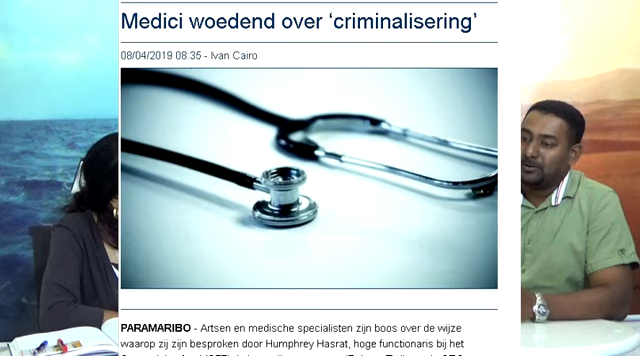 Medici woedend over ‘criminalisering’
08/04/2019 08:35 - Ivan Cairo
PARAMARIBO - Artsen en medische specialisten zijn boos over de wijze
waarop zij zijn besproken door Humphrey Hasrat, hoge functionaris bij het